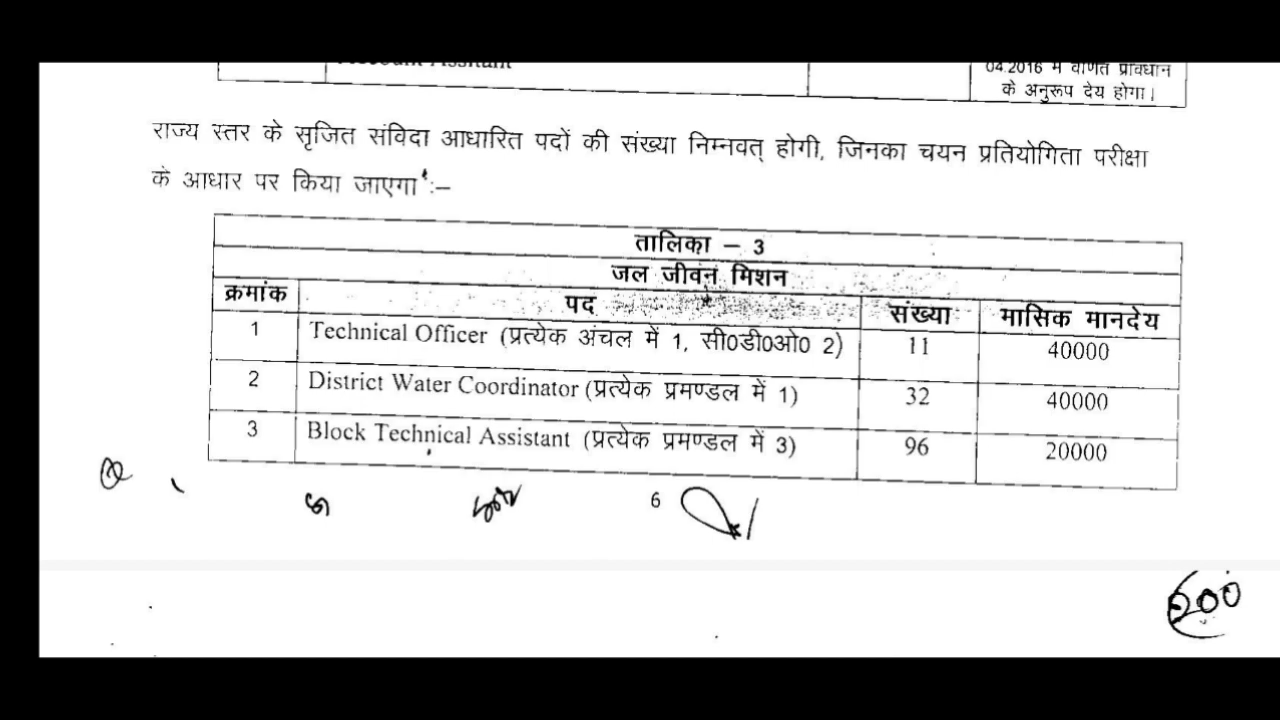 Assitant
04.2016 में वर्णित प्रावधान
के अनुरूप देय होगा।
राज्य स्तर के सृजित संविदा आधारित पदों की संख्या निम्नवत् होगी, जिनका चयन प्रतियोगिता परीक्षा
के आधार पर किया जाएगा :–
तालिका – 3
जल जीवन मिशन
क्रमांक पद संख्या मासिक मानदेय
1 Technical Officer (प्रत्येक अंचल में 1, सी0डी0ओ0 2) 11 40000
2 District Water Coordinator (प्रत्येक प्रमण्डल में 1) 32 40000
3 Block Technical Assistant (प्रत्येक प्रमण्डल में 3) 96 20000
6
200